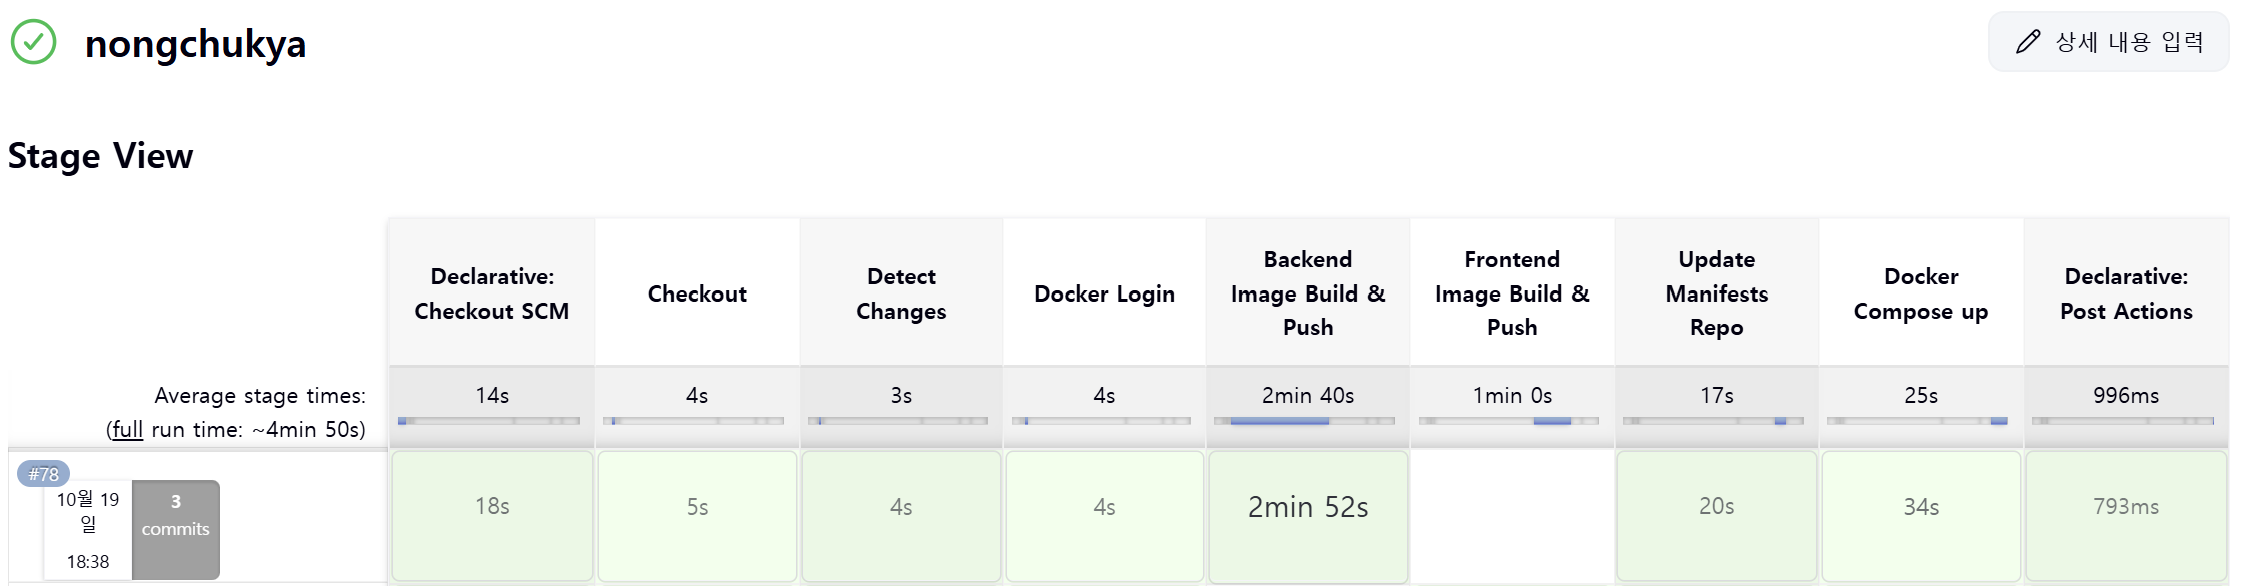 nongchukya
상세 내용 입력
Stage View
Declarative:
Checkout SCM
Checkout
Detect
Changes
Docker Login
Backend
Image Build &
Push
Frontend
Image Build &
Push
Update
Manifests
Repo
Docker
Compose up
Declarative:
Post Actions
Average stage times:
(full run time: ~4min 50s)
14s
4s
3s
4s
2min 40s
1min 0s
17s
25s
996ms
#78
10월 19
일
18:38
3
commits
18s
5s
4s
4s
2min 52s
20s
34s
793ms